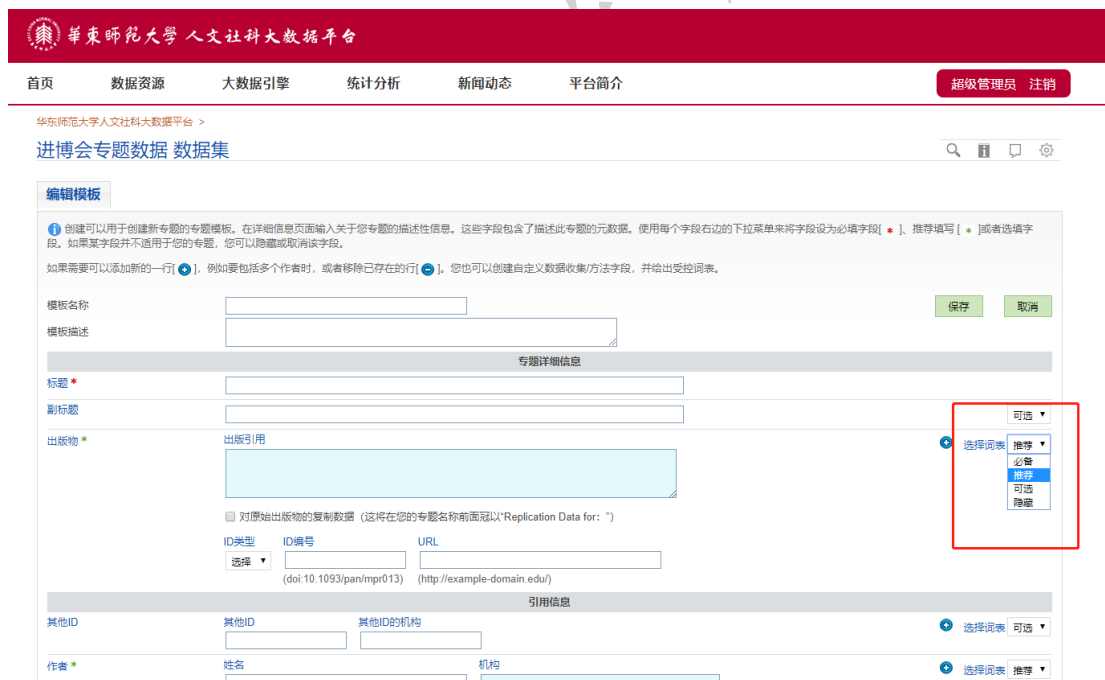 華東師範大學 人文社科大数据平台
首页 数据资源 大数据引擎 统计分析 新闻动态 平台简介 超级管理员 注销
华东师范大学人文社科大数据平台 >
进博会专题数据 数据集
编辑模板
创建可以用于创建新专题的专题模板。在详细信息页面输入关于您专题的描述性信息。这些字段包含了描述此专题的元数据。使用每个字段右边的下拉菜单来将字段设为必填字段[ * ]、推荐填写 [ * ]或者选填字
段。如果某字段并不适用于您的专题，您可以隐藏或取消该字段。
如果需要可以添加新的一行[ + ]，例如要包括多个作者时，或者移除已存在的行[ - ]。您也可以创建自定义数据收集/方法字段，并给出受控词表。
模板名称 保存 取消
模板描述
专题详细信息
标题 *
副标题 可选
出版物 * 出版引用 选择词表 推荐
必备
推荐
可选
隐藏
对原始出版物的复制数据（这将在您的专题名称前面冠以“Replication Data for：”)
ID类型 ID编号 URL
选择
(doi:10.1093/pan/mpr013) (http://example-domain.edu/)
引用信息
其他ID 其他ID 其他ID的机构 选择词表 可选
作者 * 姓名 机构 选择词表 推荐